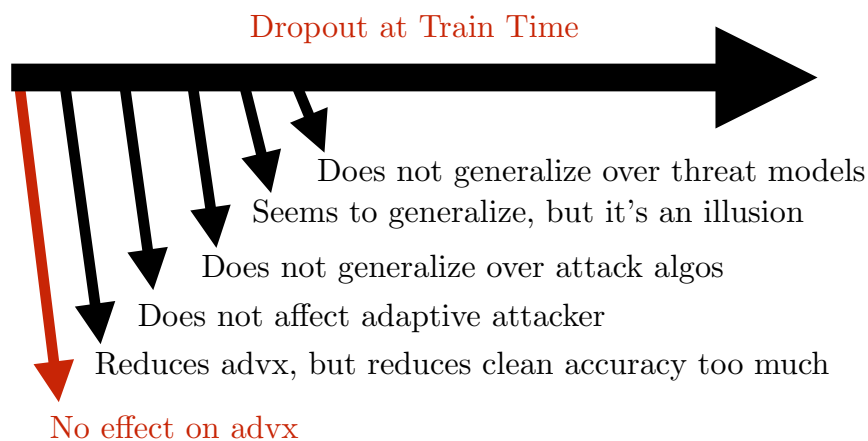 Dropout at Train Time
Does not generalize over threat models
Seems to generalize, but it's an illusion
Does not generalize over attack algos
Does not affect adaptive attacker
Reduces advx, but reduces clean accuracy too much
No effect on advx